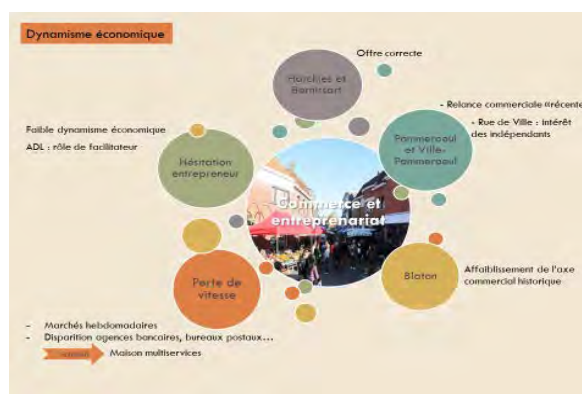 Dynamisme économique
Offre correcte
Harchies et
Bernissart
- Relance commerciale «récente
- Rue de Ville : intérêt
des indépendants
Pommeroeul
et Ville-
Pommeroeul
Faible dynamisme économique
ADL : rôle de facilitateur
Hésitation
entrepreneur
Commerce et
entreprenariat
Blaton
Affaiblissement de l'axe
commercial historique
Perte de
vitesse
- Marchés hebdomadaires
- Disparition agences bancaires, bureaux postaux...
Maison multiservices